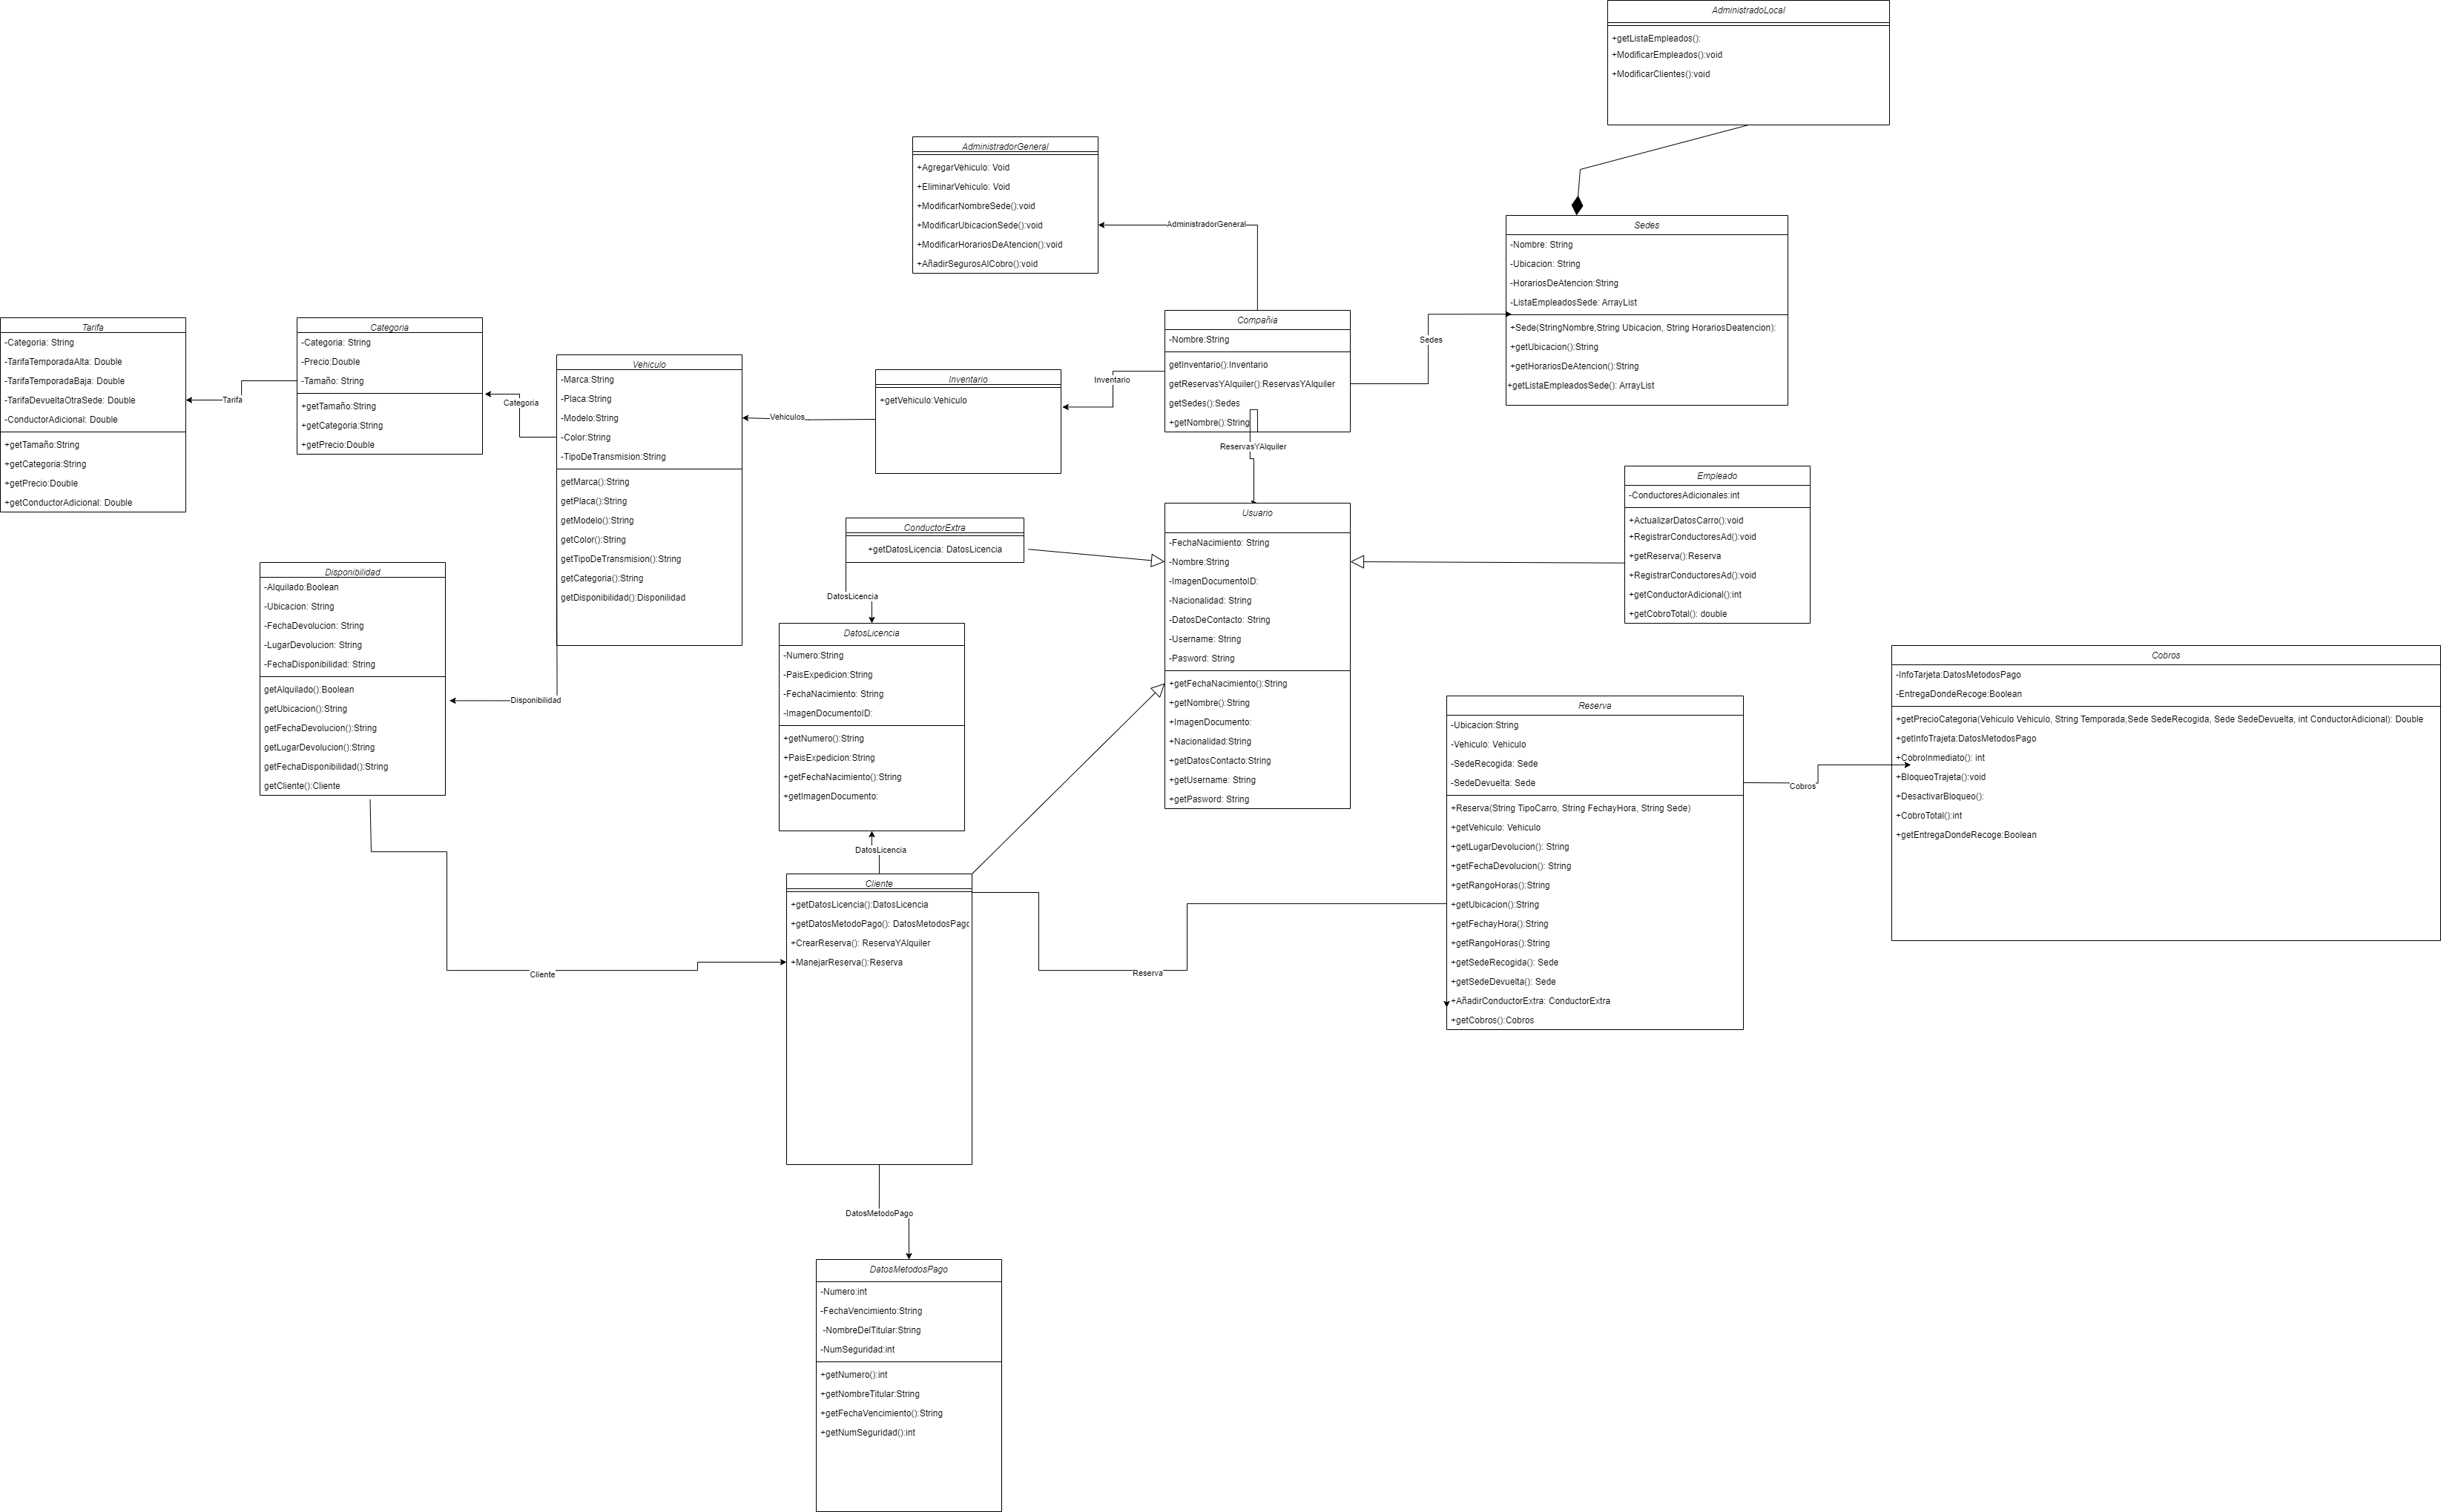 AdministradoLocal
+getListaEmpleados():
+ModificarEmpleados():void
+ModificarClientes():void
AdministradorGeneral
+AgregarVehiculo: Void
+EliminarVehiculo: Void
+ModificarNombreSede():void
+ModificarUbicacionSede():void
+ModificarHorariosDeAtencion():void
+AñadirSegurosAlCobro():void
AdministradorGeneral
Sedes
-Nombre: String
-Ubicacion: String
-HorariosDeAtencion:String
-ListaEmpleadosSede: ArrayList
+Sede(StringNombre,String Ubicacion, String HorariosDeatencion):
+getUbicacion():String
+getHorariosDeAtencion():String
+getListaEmpleadosSede(): ArrayList
Sedes
Compañia
-Nombre:String
getInventario():Inventario
getReservasYAlquiler():ReservasYAlquiler
getSedes():Sedes
+getNombre():String
ReservasYAlquiler
Inventario
Inventario
+getVehiculo:Vehiculo
Vehiculos
Tarifa
-Categoria: String
-TarifaTemporadaAlta: Double
-TarifaTemporadaBaja: Double
-TarifaDevueltaOtraSede: Double
-ConductorAdicional: Double
+getTamaño:String
+getCategoria:String
+getPrecio:Double
+getConductorAdicional: Double
Tarifa
Categoria
-Categoria: String
-Precio:Double
-Tamaño: String
+getTamaño:String
+getCategoria:String
+getPrecio:Double
Categoria
Vehiculo
-Marca:String
-Placa:String
-Modelo:String
-Color:String
-TipoDeTransmision:String
getMarca():String
getPlaca():String
getModelo():String
getColor():String
getTipoDeTransmision():String
getCategoria():String
getDisponibilidad():Disponilidad
Disponibilidad
Disponibilidad
-Alquilado:Boolean
-Ubicacion: String
-FechaDevolucion: String
-LugarDevolucion: String
-FechaDisponibilidad: String
getAlquilado():Boolean
getUbicacion():String
getFechaDevolucion():String
getLugarDevolucion():String
getFechaDisponibilidad():String
getCliente():Cliente
Cliente
ConductorExtra
+getDatosLicencia: DatosLicencia
DatosLicencia
DatosLicencia
-Numero:String
-PaisExpedicion:String
-FechaNacimiento: String
-ImagenDocumentoID:
+getNumero():String
+PaisExpedicion:String
+getFechaNacimiento():String
+getImagenDocumento:
DatosLicencia
Usuario
-FechaNacimiento: String
-Nombre:String
-ImagenDocumentoID:
-Nacionalidad: String
-DatosDeContacto: String
-Username: String
-Pasword: String
+getFechaNacimiento():String
+getNombre():String
+ImagenDocumento:
+Nacionalidad:String
+getDatosContacto:String
+getUsername: String
+getPasword: String
Empleado
-ConductoresAdicionales:int
+ActualizarDatosCarro():void
+RegistrarConductoresAd():void
+getReserva():Reserva
+RegistrarConductoresAd():void
+getConductorAdicional():int
+getCobroTotal(): double
Cliente
+getDatosLicencia():DatosLicencia
+getDatosMetodoPago(): DatosMetodosPago
+CrearReserva(): ReservaYAlquiler
+ManejarReserva():Reserva
Reserva
DatosMetodoPago
Reserva
-Ubicacion:String
-Vehiculo: Vehiculo
-SedeRecogida: Sede
-SedeDevuelta: Sede
+Reserva(String TipoCarro, String FechayHora, String Sede)
+getVehiculo: Vehiculo
+getLugarDevolucion(): String
+getFechaDevolucion(): String
+getRangoHoras():String
+getUbicacion():String
+getFechayHora():String
+getRangoHoras():String
+getSedeRecogida(): Sede
+getSedeDevuelta(): Sede
+AñadirConductorExtra: ConductorExtra
+getCobros():Cobros
Cobros
Cobros
-InfoTarjeta:DatosMetodosPago
-EntregaDondeRecoge:Boolean
+getPrecioCategoria(Vehiculo Vehiculo, String Temporada,Sede SedeRecogida, Sede SedeDevuelta, int ConductorAdicional): Double
+getInfoTrajeta:DatosMetodosPago
+CobroInmediato(): int
+BloqueoTrajeta():void
+DesactivarBloqueo():
+CobroTotal():int
+getEntregaDondeRecoge:Boolean
DatosMetodosPago
-Numero:int
-FechaVencimiento:String
-NombreDelTitular:String
-NumSeguridad:int
+getNumero():int
+getNombreTitular:String
+getFechaVencimiento():String
+getNumSeguridad():int